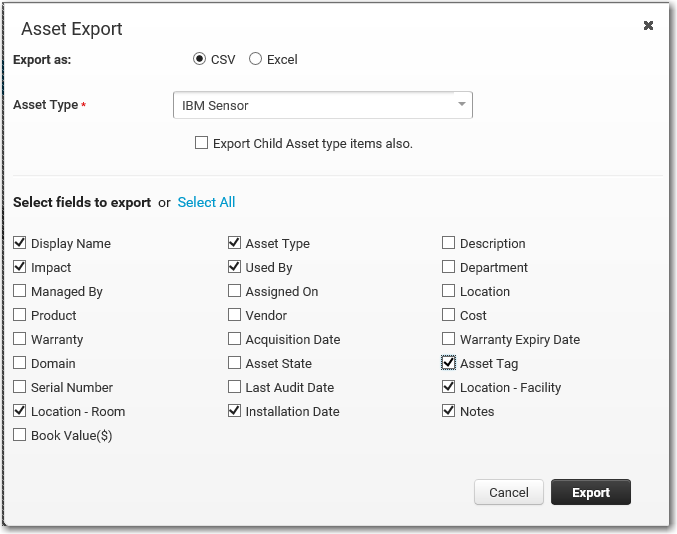 Asset Export
Export as: CSV Excel
Asset Type * IBM Sensor
Export Child Asset type items also.
Select fields to export or Select All
Display Name Asset Type Description
Impact Used By Department
Managed By Assigned On Location
Product Vendor Cost
Warranty Acquisition Date Warranty Expiry Date
Domain Asset State Asset Tag
Serial Number Last Audit Date Location - Facility
Location - Room Installation Date Notes
Book Value($)
Cancel Export